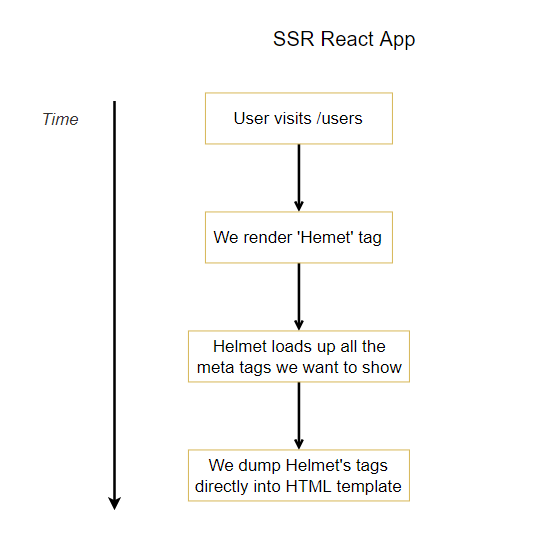 SSR React App
Time
User visits /users
We render 'Hemet' tag
Helmet loads up all the
meta tags we want to show
We dump Helmet's tags
directly into HTML template